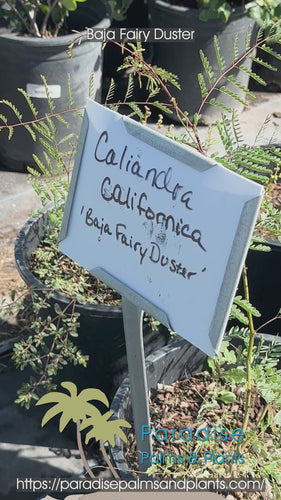 Baja Fairy Duster
Caliandra
Californica
'Baja Fairy Duster'
Paradise
Palms & Plants
https://paradisepalmsandplants.com/